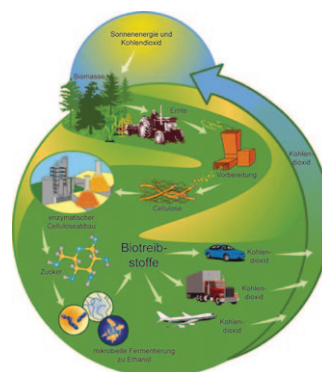 Sonnenenergie und
Kohlendioxid
Biomasse
Ernte
Kohlen-
dioxid
Vorbereitung
Cellulose
enzymatischer
Celluloseabbau
Biotreib-
stoffe
Zucker
Kohlen-
dioxid
Kohlen-
dioxid
Kohlen-
dioxid
mikrobielle Fermentierung
zu Ethanol